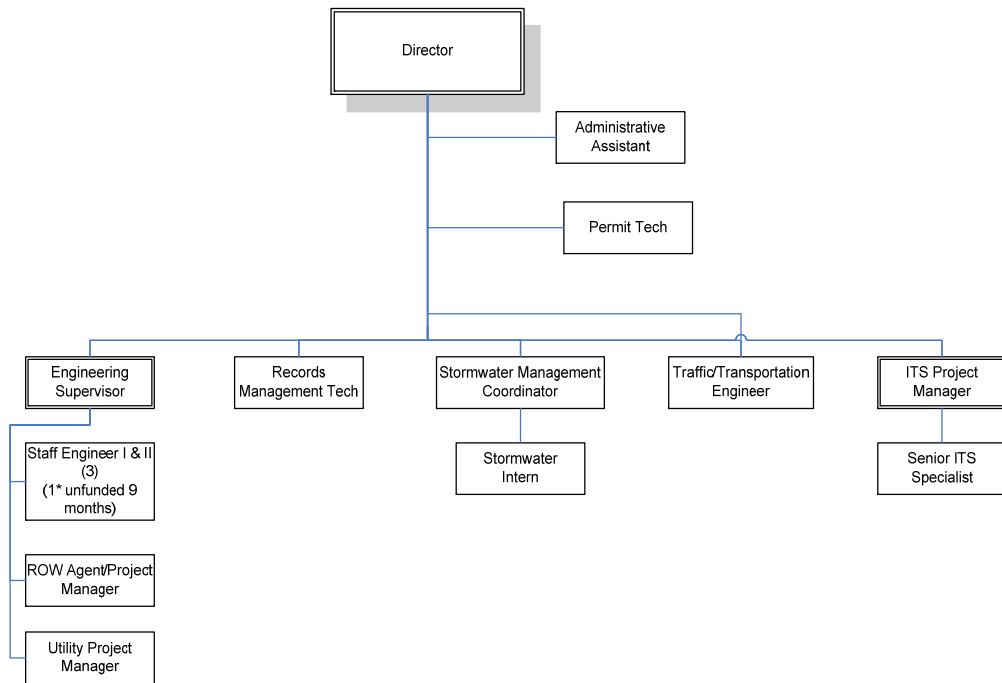 Director
Administrative
Assistant
Permit Tech
Engineering
Supervisor
Records
Management Tech
Stormwater Management
Coordinator
Traffic/Transportation
Engineer
ITS Project
Manager
Staff Engineer I & II
(3)
(1* unfunded 9
months)
Stormwater
Intern
Senior ITS
Specialist
ROW Agent/Project
Manager
Utility Project
Manager